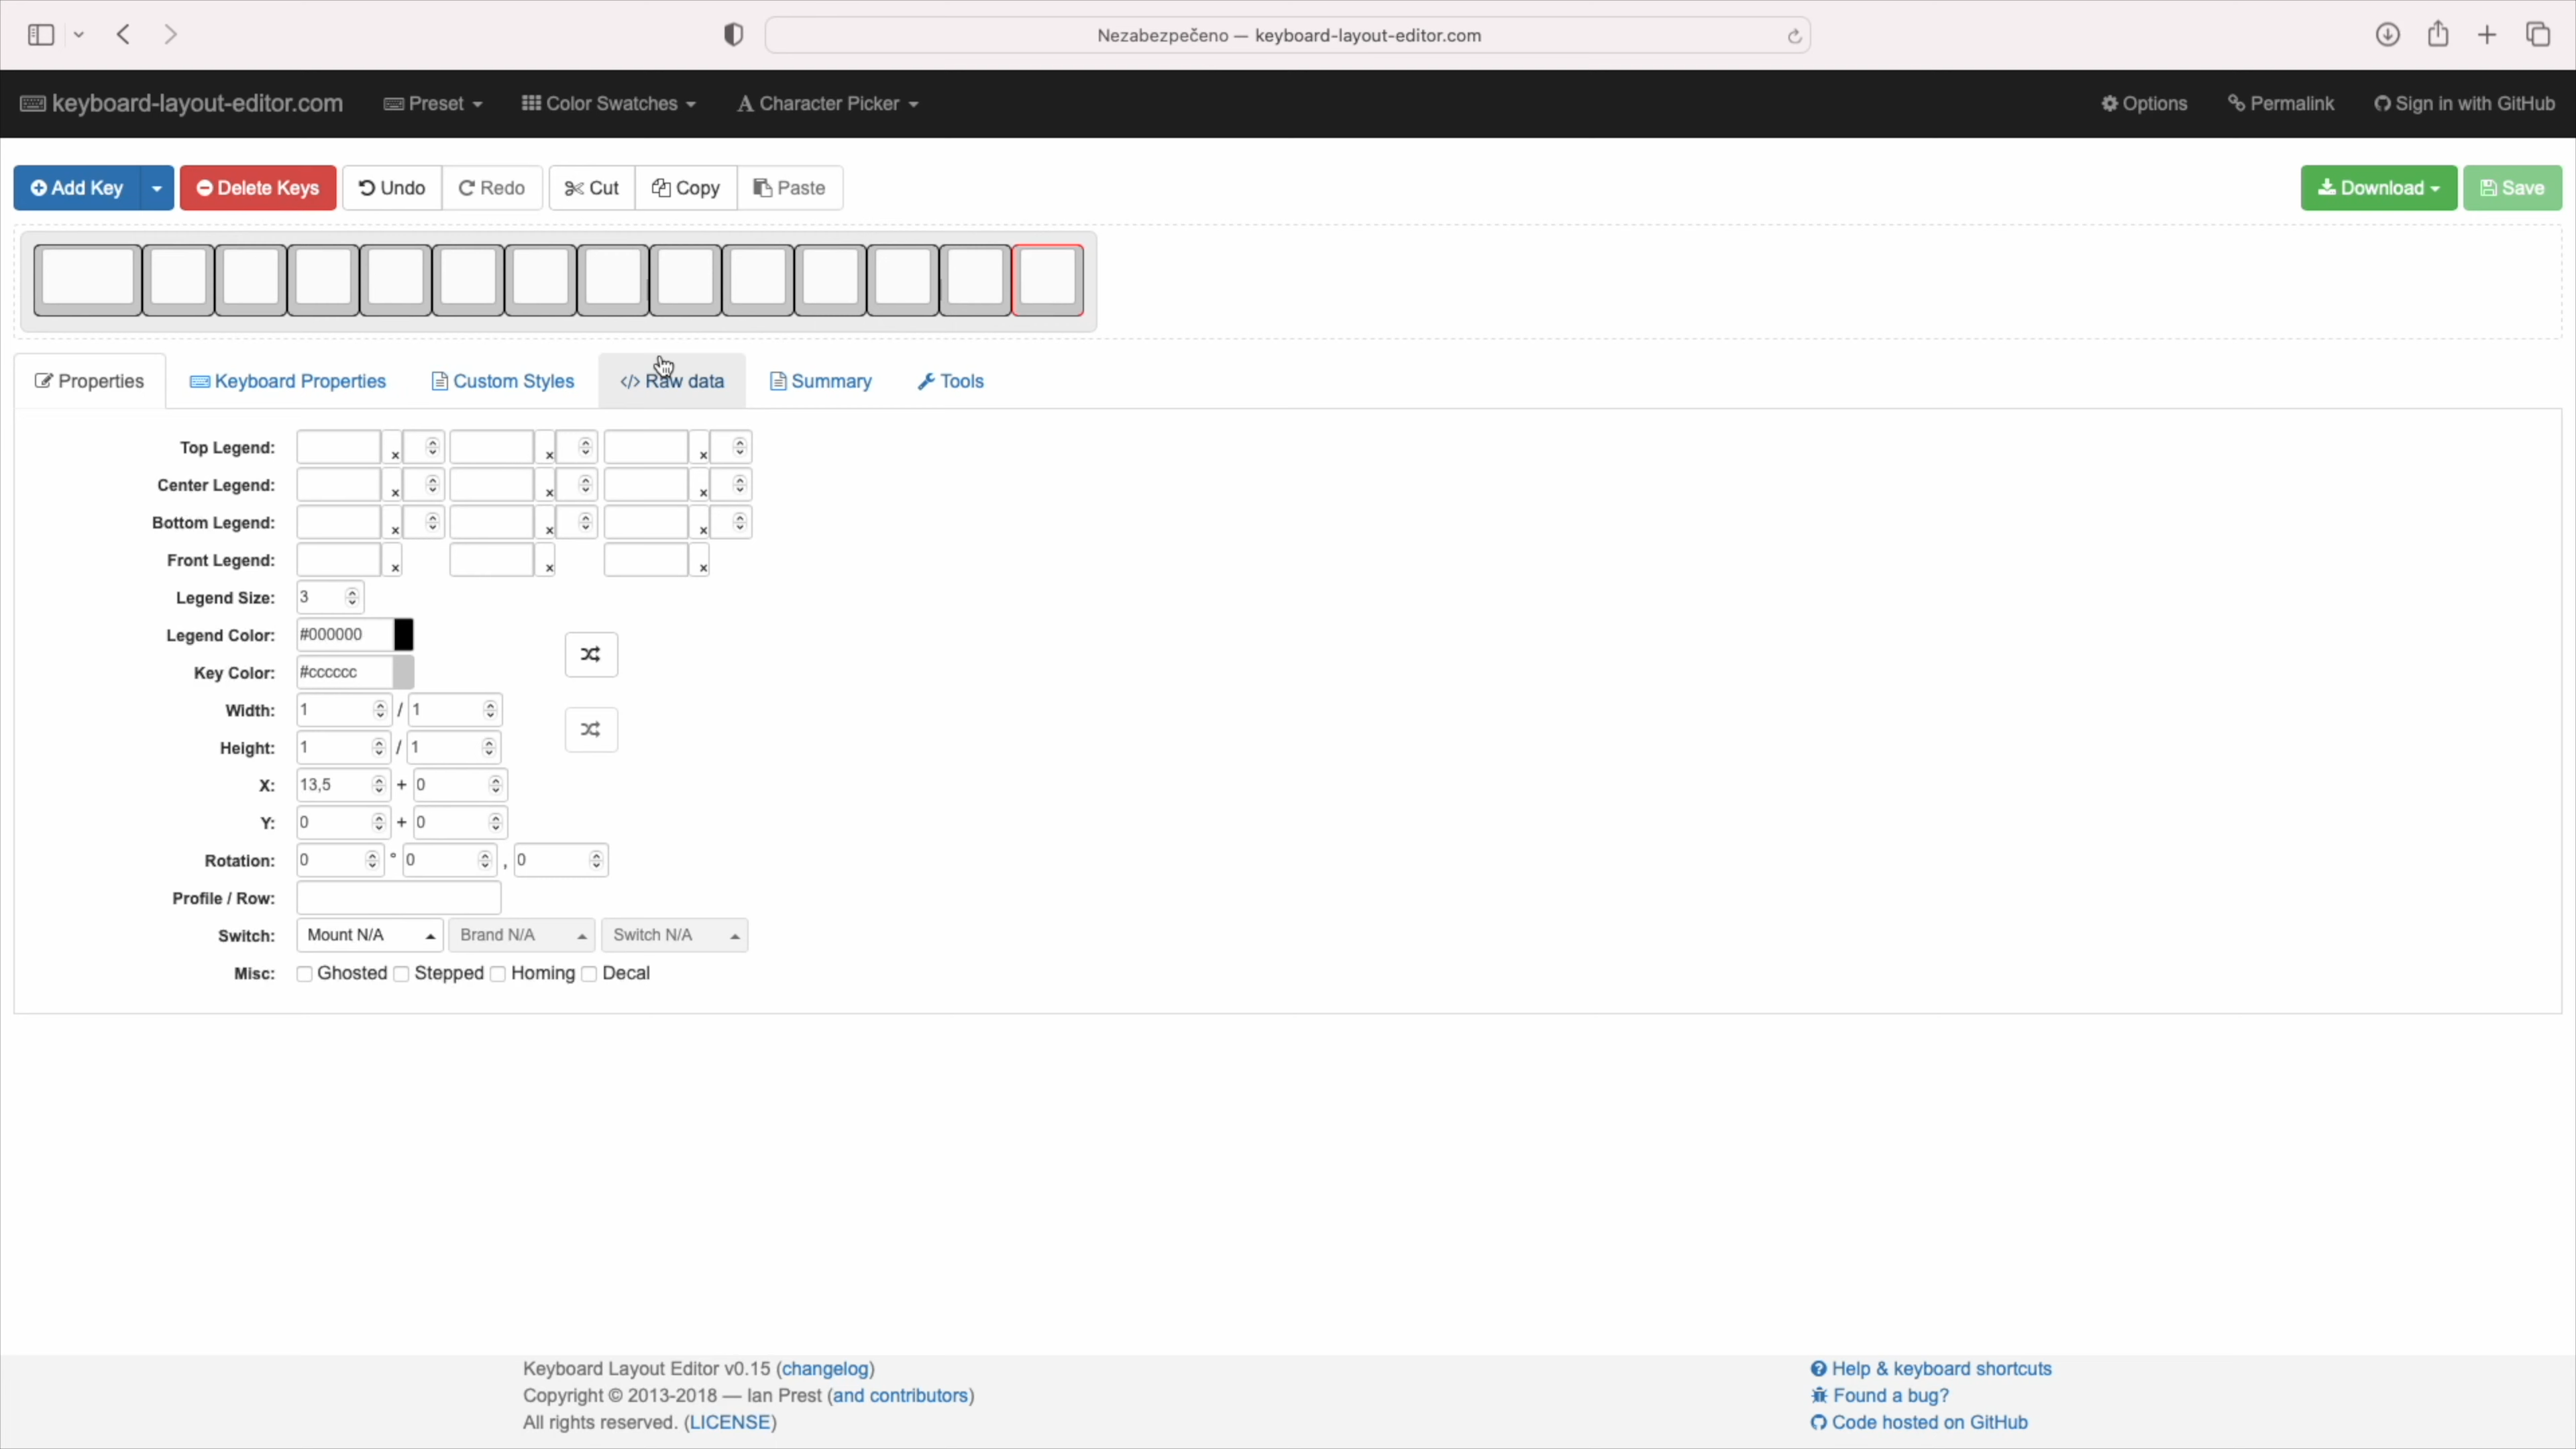 Nezabezpečeno — keyboard-layout-editor.com
keyboard-layout-editor.com Preset Color Swatches Character Picker Options Permalink Sign in with GitHub
Add Key Delete Keys Undo Redo Cut Copy Paste Download Save
Properties Keyboard Properties Custom Styles </> Raw data Summary Tools
Top Legend: × × ×
Center Legend: × × ×
Bottom Legend: × × ×
Front Legend: × × ×
Legend Size: 3
Legend Color: #000000
Key Color: #cccccc
Width: 1 / 1
Height: 1 / 1
X: 13,5 + 0
Y: 0 + 0
Rotation: 0 ° 0 , 0
Profile / Row:
Switch: Mount N/A Brand N/A Switch N/A
Misc: Ghosted Stepped Homing Decal
Keyboard Layout Editor v0.15 (changelog)
Copyright © 2013-2018 — Ian Prest (and contributors)
All rights reserved. (LICENSE)
Help & keyboard shortcuts
Found a bug?
Code hosted on GitHub